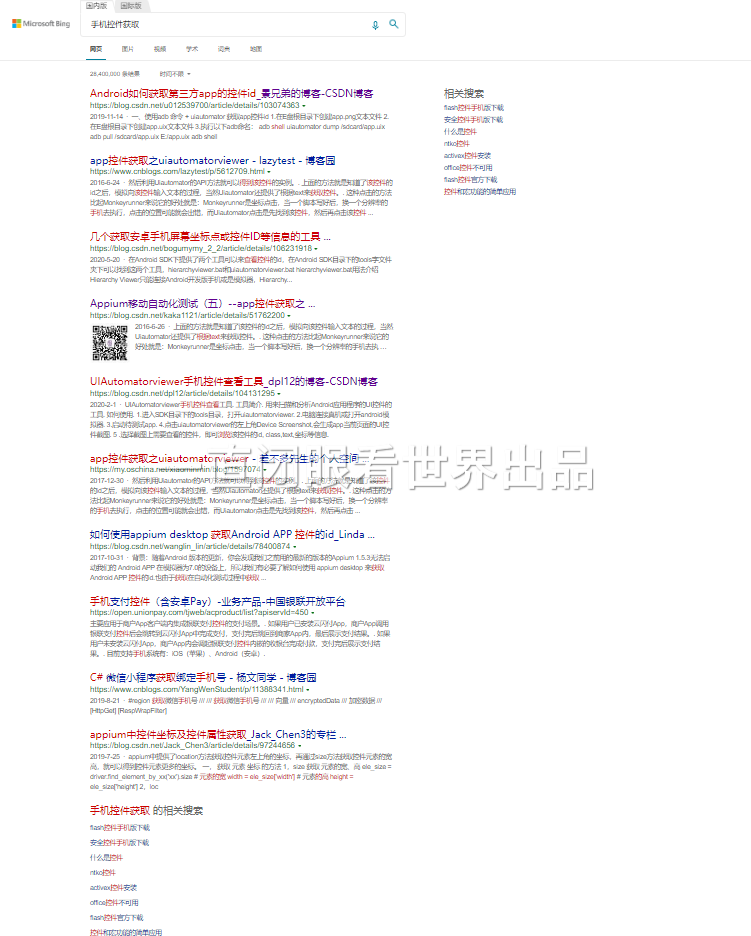 国内版 国际版
Microsoft Bing
手机控件获取
网页 图片 视频 学术 词典 地图
28,400,000 条结果 时间不限
Android如何获取第三方app的控件id_景兄弟的博客-CSDN博客
https://blog.csdn.net/u012539700/article/details/103074363
2019-11-14 · 一、使用adb 命令 + uiautomator 获取app控件id 1.在E盘根目录下创建app.png文本文件 2.
在E盘根目录下创建app.uix文本文件 3.执行以下adb命名: adb shell uiautomator dump /sdcard/app.uix
adb pull /sdcard/app.uix E:/app.uix adb shell
app控件获取之uiautomatorviewer - lazytest - 博客园
https://www.cnblogs.com/lazytest/p/5612709.html
2016-6-24 · 然后利用Uiautomator的API方法就可以得到该控件的实例。. 上面的方法就是知道了该控件的
id之后，模拟向该控件输入文本的过程，当然Uiautomator还提供了根据text来获取控件。. 这种点击的方法
比起Monkeyrunner来说它的好处就是：Monkeyrunner是坐标点击，当一个脚本写好后，换一个分辨率的
手机去执行，点击的位置可能就会出错，而Uiautomator点击是先找到该控件，然后再点击该控件 ...
几个获取安卓手机屏幕坐标点或控件ID等信息的工具 ...
https://blog.csdn.net/bogumymy_2_2/article/details/106231918
2020-5-20 · 在Android SDK下提供了两个工具可以来查看控件的id，在Android SDK目录下的tools字文件
夹下可以找到这两个工具，hierarchyviewer.bat和uiautomatorviewer.bat hierarchyviewer.bat用法介绍
Hierarchy Viewer只能连接Android开发版手机或是模拟器，Hierarchy...
Appium移动自动化测试（五）--app控件获取之 ...
https://blog.csdn.net/kaka1121/article/details/51762200
2016-6-26 · 上面的方法就是知道了该控件的id之后，模拟向该控件输入文本的过程，当然
Uiautomator还提供了根据text来获取控件。. 这种点击的方法比起Monkeyrunner来说它的
好处就是：Monkeyrunner是坐标点击，当一个脚本写好后，换一个分辨率的手机去执 ...
UIAutomatorviewer手机控件查看工具_dpl12的博客-CSDN博客
https://blog.csdn.net/dpl12/article/details/104131295
2020-2-1 · UIAutomatorviewer手机控件查看工具. 工具简介. 用来扫描和分析Android应用程序的UI控件的
工具. 如何使用. 1.进入SDK目录下的tools目录，打开uiautomatorviewer. 2.电脑连接真机或打开android模
拟器. 3.启动待测试app. 4.点击uiautomatorviewer的左上角Device Screenshot,会生成app当前页面的UI控
件截图. 5 .选择截图上需要查看的控件，即可浏览该控件的id, class,text,坐标等信息.
app控件获取之uiautomatorviewer - 差不多先生的个人空间 ...
https://my.oschina.net/xiaominmin/blog/1597074
2017-12-30 · 然后利用Uiautomator的API方法就可以得到该控件的实例。. 上面的方法就是知道了该控件
的id之后，模拟向该控件输入文本的过程，当然Uiautomator还提供了根据text来获取控件。. 这种点击的方
法比起Monkeyrunner来说它的好处就是：Monkeyrunner是坐标点击，当一个脚本写好后，换一个分辨率
的手机去执行，点击的位置可能就会出错，而Uiautomator点击是先找到该控件，然后再点击 ...
闭眼看世界出品
如何使用appium desktop 获取Android APP 控件的id_Linda ...
https://blog.csdn.net/wanglin_lin/article/details/78400874
2017-10-31 · 背景：随着Android 版本的更新，你会发现我们之前用的最新的版本的Appium 1.5.3无法启
动我们的 Android APP 在模拟器为7.0的设备上，所以我们有必要了解如何使用 appium desktop 来获取
Android APP 控件的id.也由于获取在自动化测试过程中获取 ...
手机支付控件（含安卓Pay）-业务产品-中国银联开放平台
https://open.unionpay.com/tjweb/acproduct/list?apiservId=450
主要应用于商户App客户端内集成银联支付控件的支付场景。. 如果用户已安装云闪付App，商户App调用
银联支付控件后会跳转到云闪付App中完成支付，支付完后跳回到商家App内，最后展示支付结果。. 如果
用户未安装云闪付App，商户App内会调起银联支付控件内嵌的收银台完成付款，支付完后展示支付结
果。. 目前支持手机系统有：iOS（苹果）、Android（安卓）.
C# 微信小程序获取绑定手机号 - 杨文同学 - 博客园
https://www.cnblogs.com/YangWenStudent/p/11388341.html
2019-8-21 · #region 获取微信手机号 /// /// 获取微信手机号 /// /// 向量 /// encryptedData /// 加密数据 ///
[HttpGet] [RespWrapFilter]
appium中控件坐标及控件属性获取_Jack_Chen3的专栏 ...
https://blog.csdn.net/Jack_Chen3/article/details/97244656
2019-7-25 · appium中提供了location方法获取控件元素左上角的坐标，再通过size方法获取控件元素的宽
高，就可以得到控件元素更多的坐标。 一、 获取 元素 坐标 的方法 1，size 获取 元素的宽、高 ele_size =
driver.find_element_by_xx('xx').size # 元素的宽 width = ele_size['width'] # 元素的高 height =
ele_size['height'] 2，loc
手机控件获取 的相关搜索
flash控件手机版下载
安全控件手机版下载
什么是控件
ntko控件
activex控件安装
office控件不可用
flash控件官方下载
控件和宏功能的简单应用
相关搜索
flash控件手机版下载
安全控件手机版下载
什么是控件
ntko控件
activex控件安装
office控件不可用
flash控件官方下载
控件和宏功能的简单应用